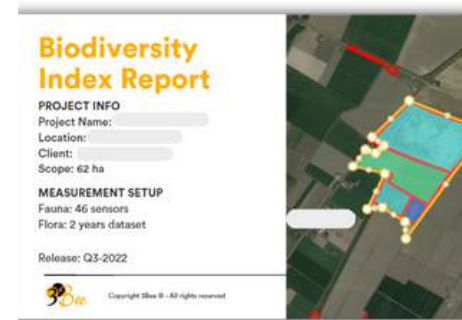 Biodiversity
Index Report
PROJECT INFO
Project Name:
Location:
Client:
Scope: 62 ha
MEASUREMENT SETUP
Fauna: 46 sensors
Flora: 2 years dataset
Release: Q3-2022
3Bee
Copyright 3Bee ® - All rights reserved